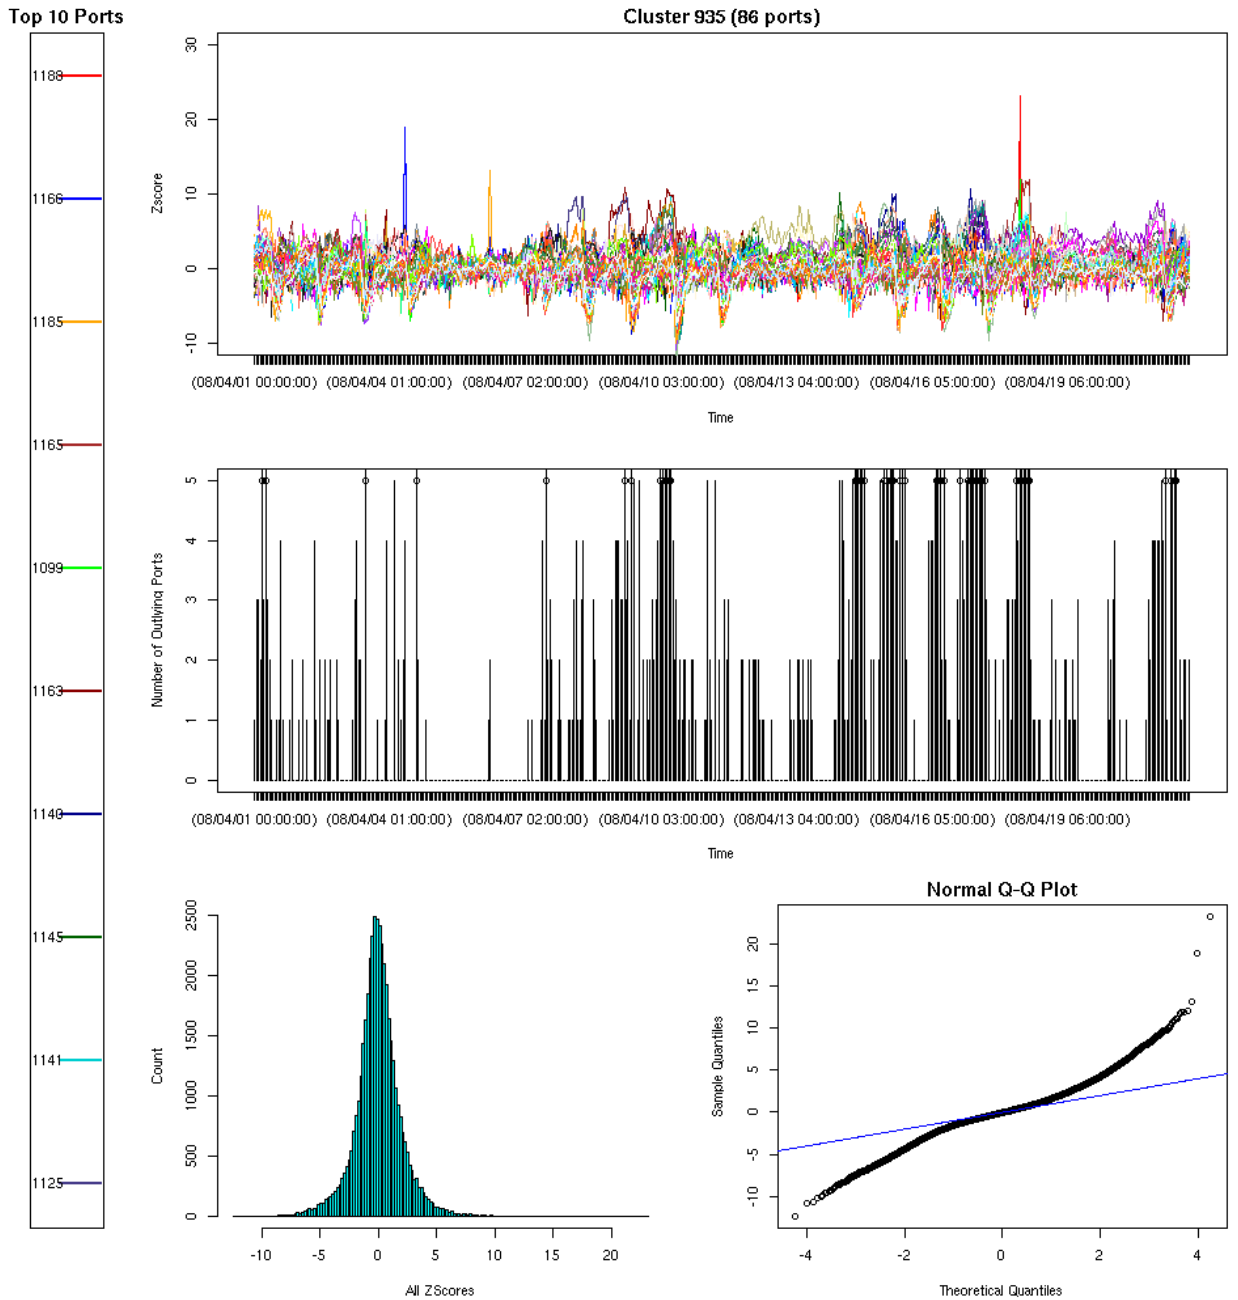 Top 10 Ports
1188
1166
1185
1165
1099
1163
1140
1145
1141
1125
Cluster 935 (86 ports)
Zscore
30
20
10
0
-10
(08/04/01 00:00:00) (08/04/04 01:00:00) (08/04/07 02:00:00) (08/04/10 03:00:00) (08/04/13 04:00:00) (08/04/16 05:00:00) (08/04/19 06:00:00)
Time
Number of Outlying Ports
5
4
3
2
1
0
(08/04/01 00:00:00) (08/04/04 01:00:00) (08/04/07 02:00:00) (08/04/10 03:00:00) (08/04/13 04:00:00) (08/04/16 05:00:00) (08/04/19 06:00:00)
Time
Count
2500
2000
1500
1000
500
0
-10 -5 0 5 10 15 20
All ZScores
Normal Q-Q Plot
Sample Quantiles
20
15
10
5
0
-5
-10
-4 -2 0 2 4
Theoretical Quantiles